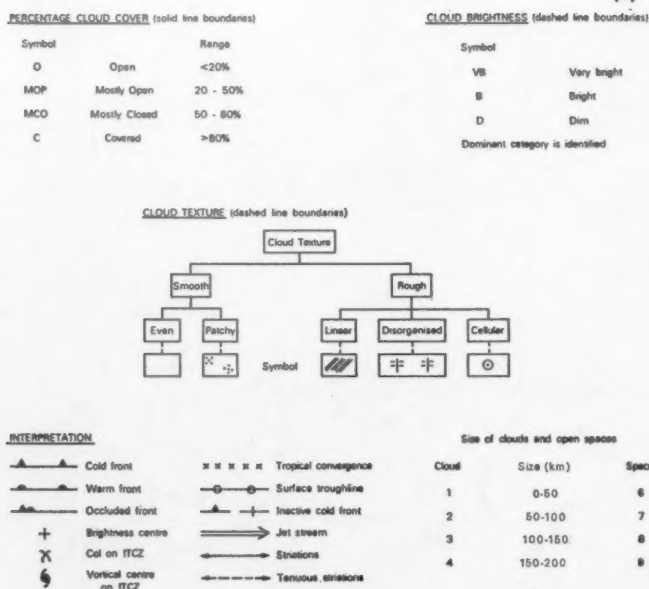 PERCENTAGE CLOUD COVER (solid line boundaries)
Symbol Range
O Open <20%
MOP Mostly Open 20 - 50%
MCO Mostly Closed 50 - 80%
C Covered >80%
CLOUD BRIGHTNESS (dashed line boundaries)
Symbol
VB Very bright
B Bright
D Dim
Dominant category is identified
CLOUD TEXTURE (dashed line boundaries)
Cloud Texture
Smooth Rough
Even Patchy Linear Disorganised Cellular
Symbol
INTERPRETATION
Cold front
Warm front
Occluded front
Brightness centre
Col on ITCZ
Vortical centre
on ITCZ
Tropical convergence
Surface troughline
Inactive cold front
Jet stream
Striations
Tenuous striations
Size of clouds and open spaces
Cloud Size (km) Spac
1 0-50 6
2 50-100 7
3 100-150 8
4 150-200 9